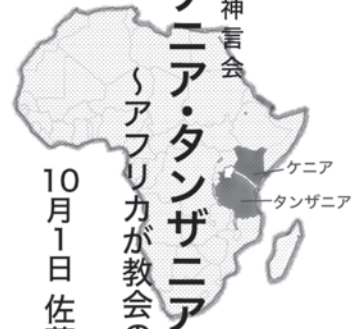 神言会
ニア・タンザニア
〜アフリカが教会の
10月1日 佐
ケニア
タンザニア